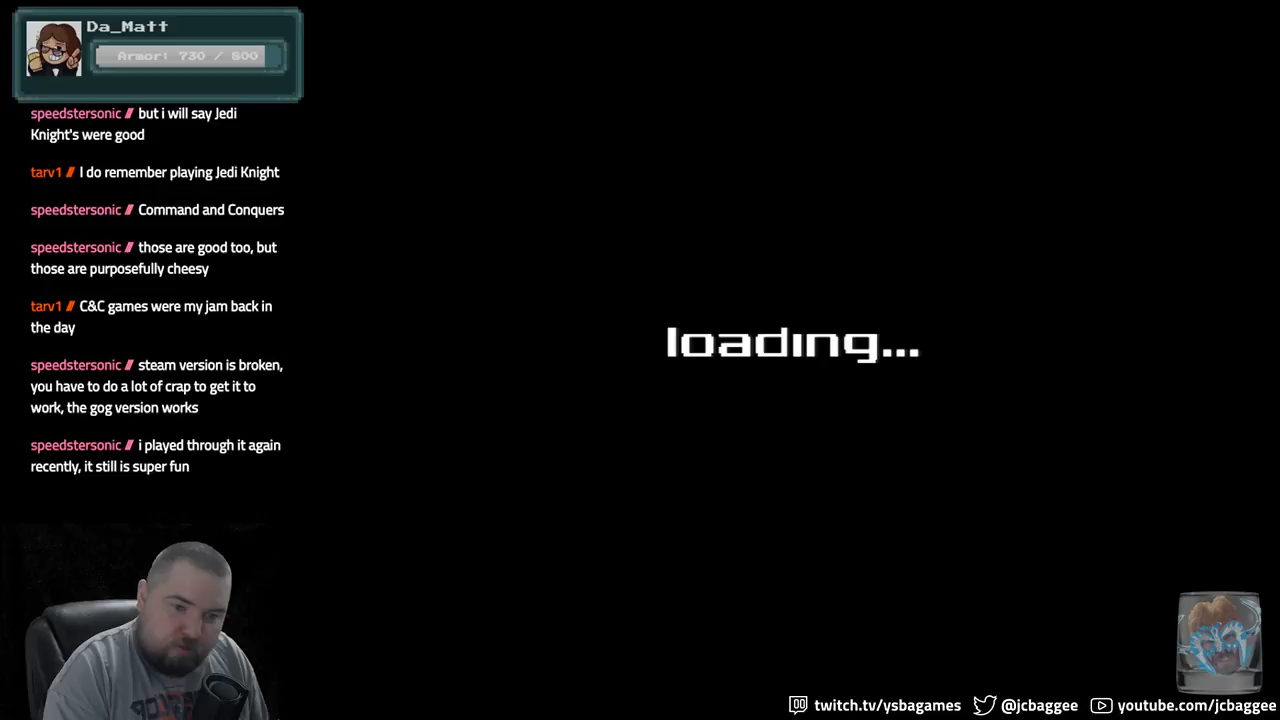 Da_Matt
Armor: 730 / 800
speedstersonic // but i will say Jedi
Knight's were good
tarv1 // I do remember playing Jedi Knight
speedstersonic // Command and Conquers
speedstersonic // those are good too, but
those are purposefully cheesy
tarv1 // C&C games were my jam back in
the day
speedstersonic // steam version is broken,
you have to do a lot of crap to get it to
work, the gog version works
speedstersonic // i played through it again
recently, it still is super fun
loading...
twitch.tv/ysbagames @jcbaggee youtube.com/jcbaggee